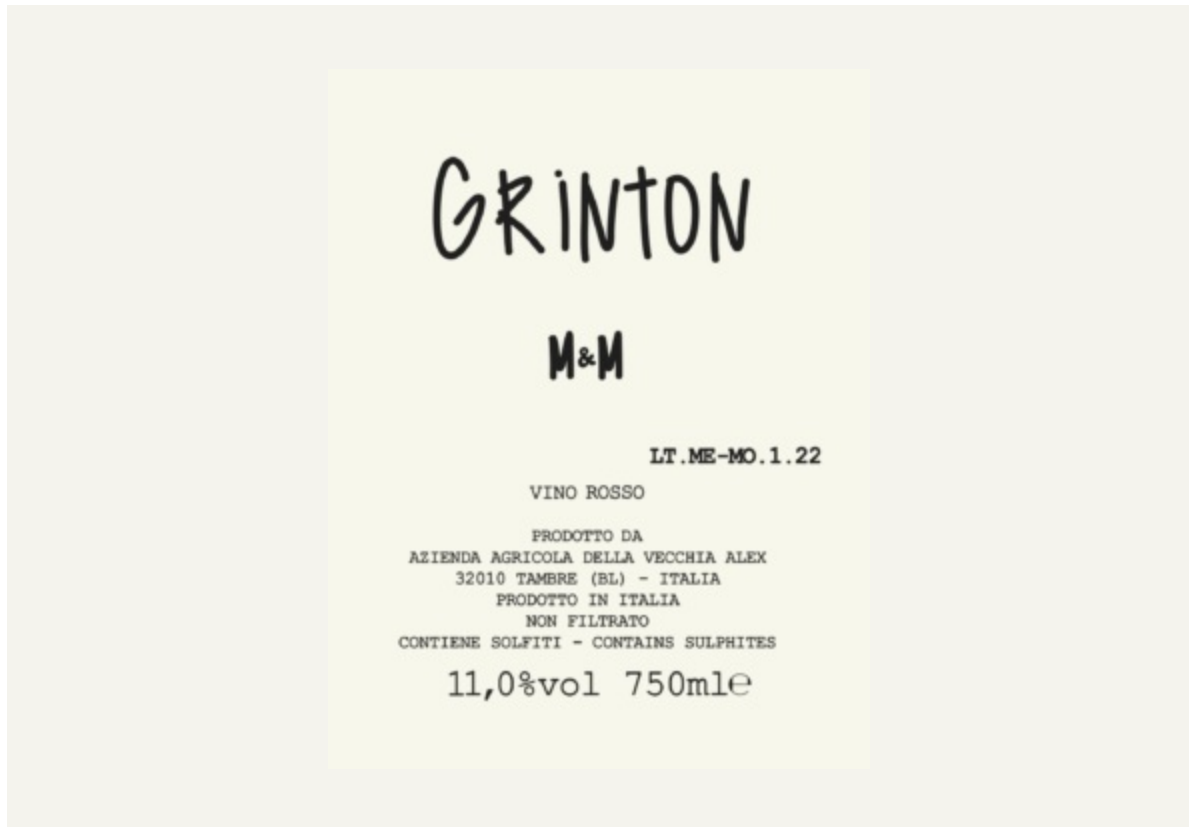 GRINTON
M&M
LT.ME-MO.1.22
VINO ROSSO
PRODOTTO DA
AZIENDA AGRICOLA DELLA VECCHIA ALEX
32010 TAMBRE (BL) - ITALIA
PRODOTTO IN ITALIA
NON FILTRATO
CONTIENE SOLFITI - CONTAINS SULPHITES
11,0%vol 750ml℮